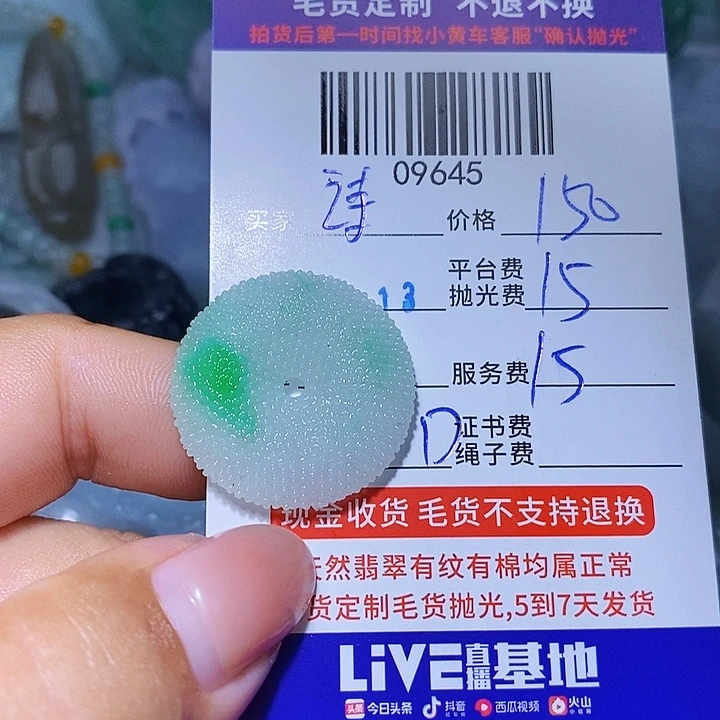 毛货定制 不退不换
拍货后第一时间找小黄车客服“确认抛光”
09645
买家 价格 150
平台费
13 抛光费 15
服务费 15
D 证书费
绳子费
现金收货 毛货不支持退换
天然翡翠有纹有棉均属正常
货定制毛货抛光,5到7天发货
LiVE直播基地
头条 今日头条 抖音 西瓜视频 火山